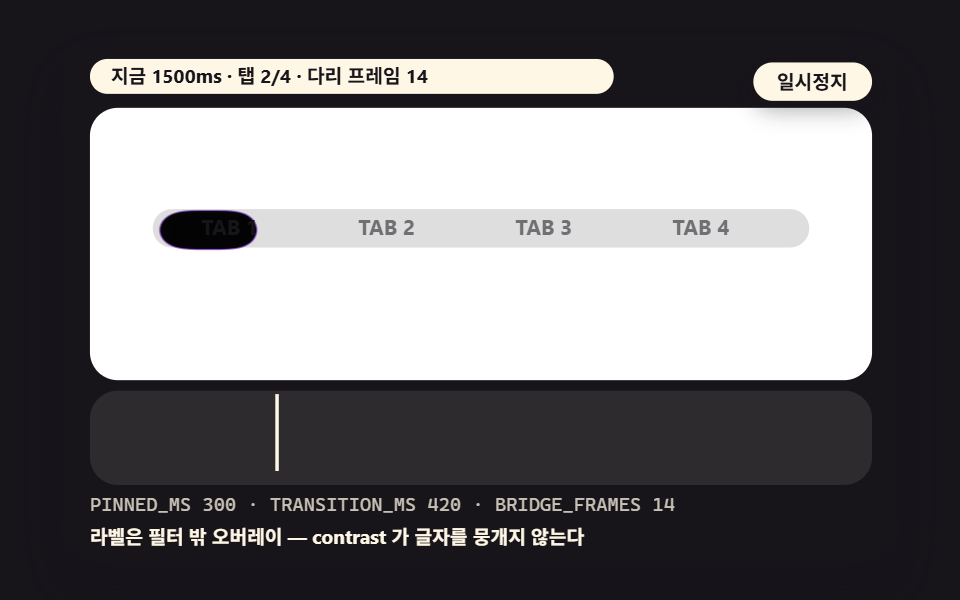 지금 1500ms · 탭 2/4 · 다리 프레임 14
일시정지
TAB 1 TAB 2 TAB 3 TAB 4
PINNED_MS 300 · TRANSITION_MS 420 · BRIDGE_FRAMES 14
라벨은 필터 밖 오버레이 — contrast 가 글자를 뭉개지 않는다